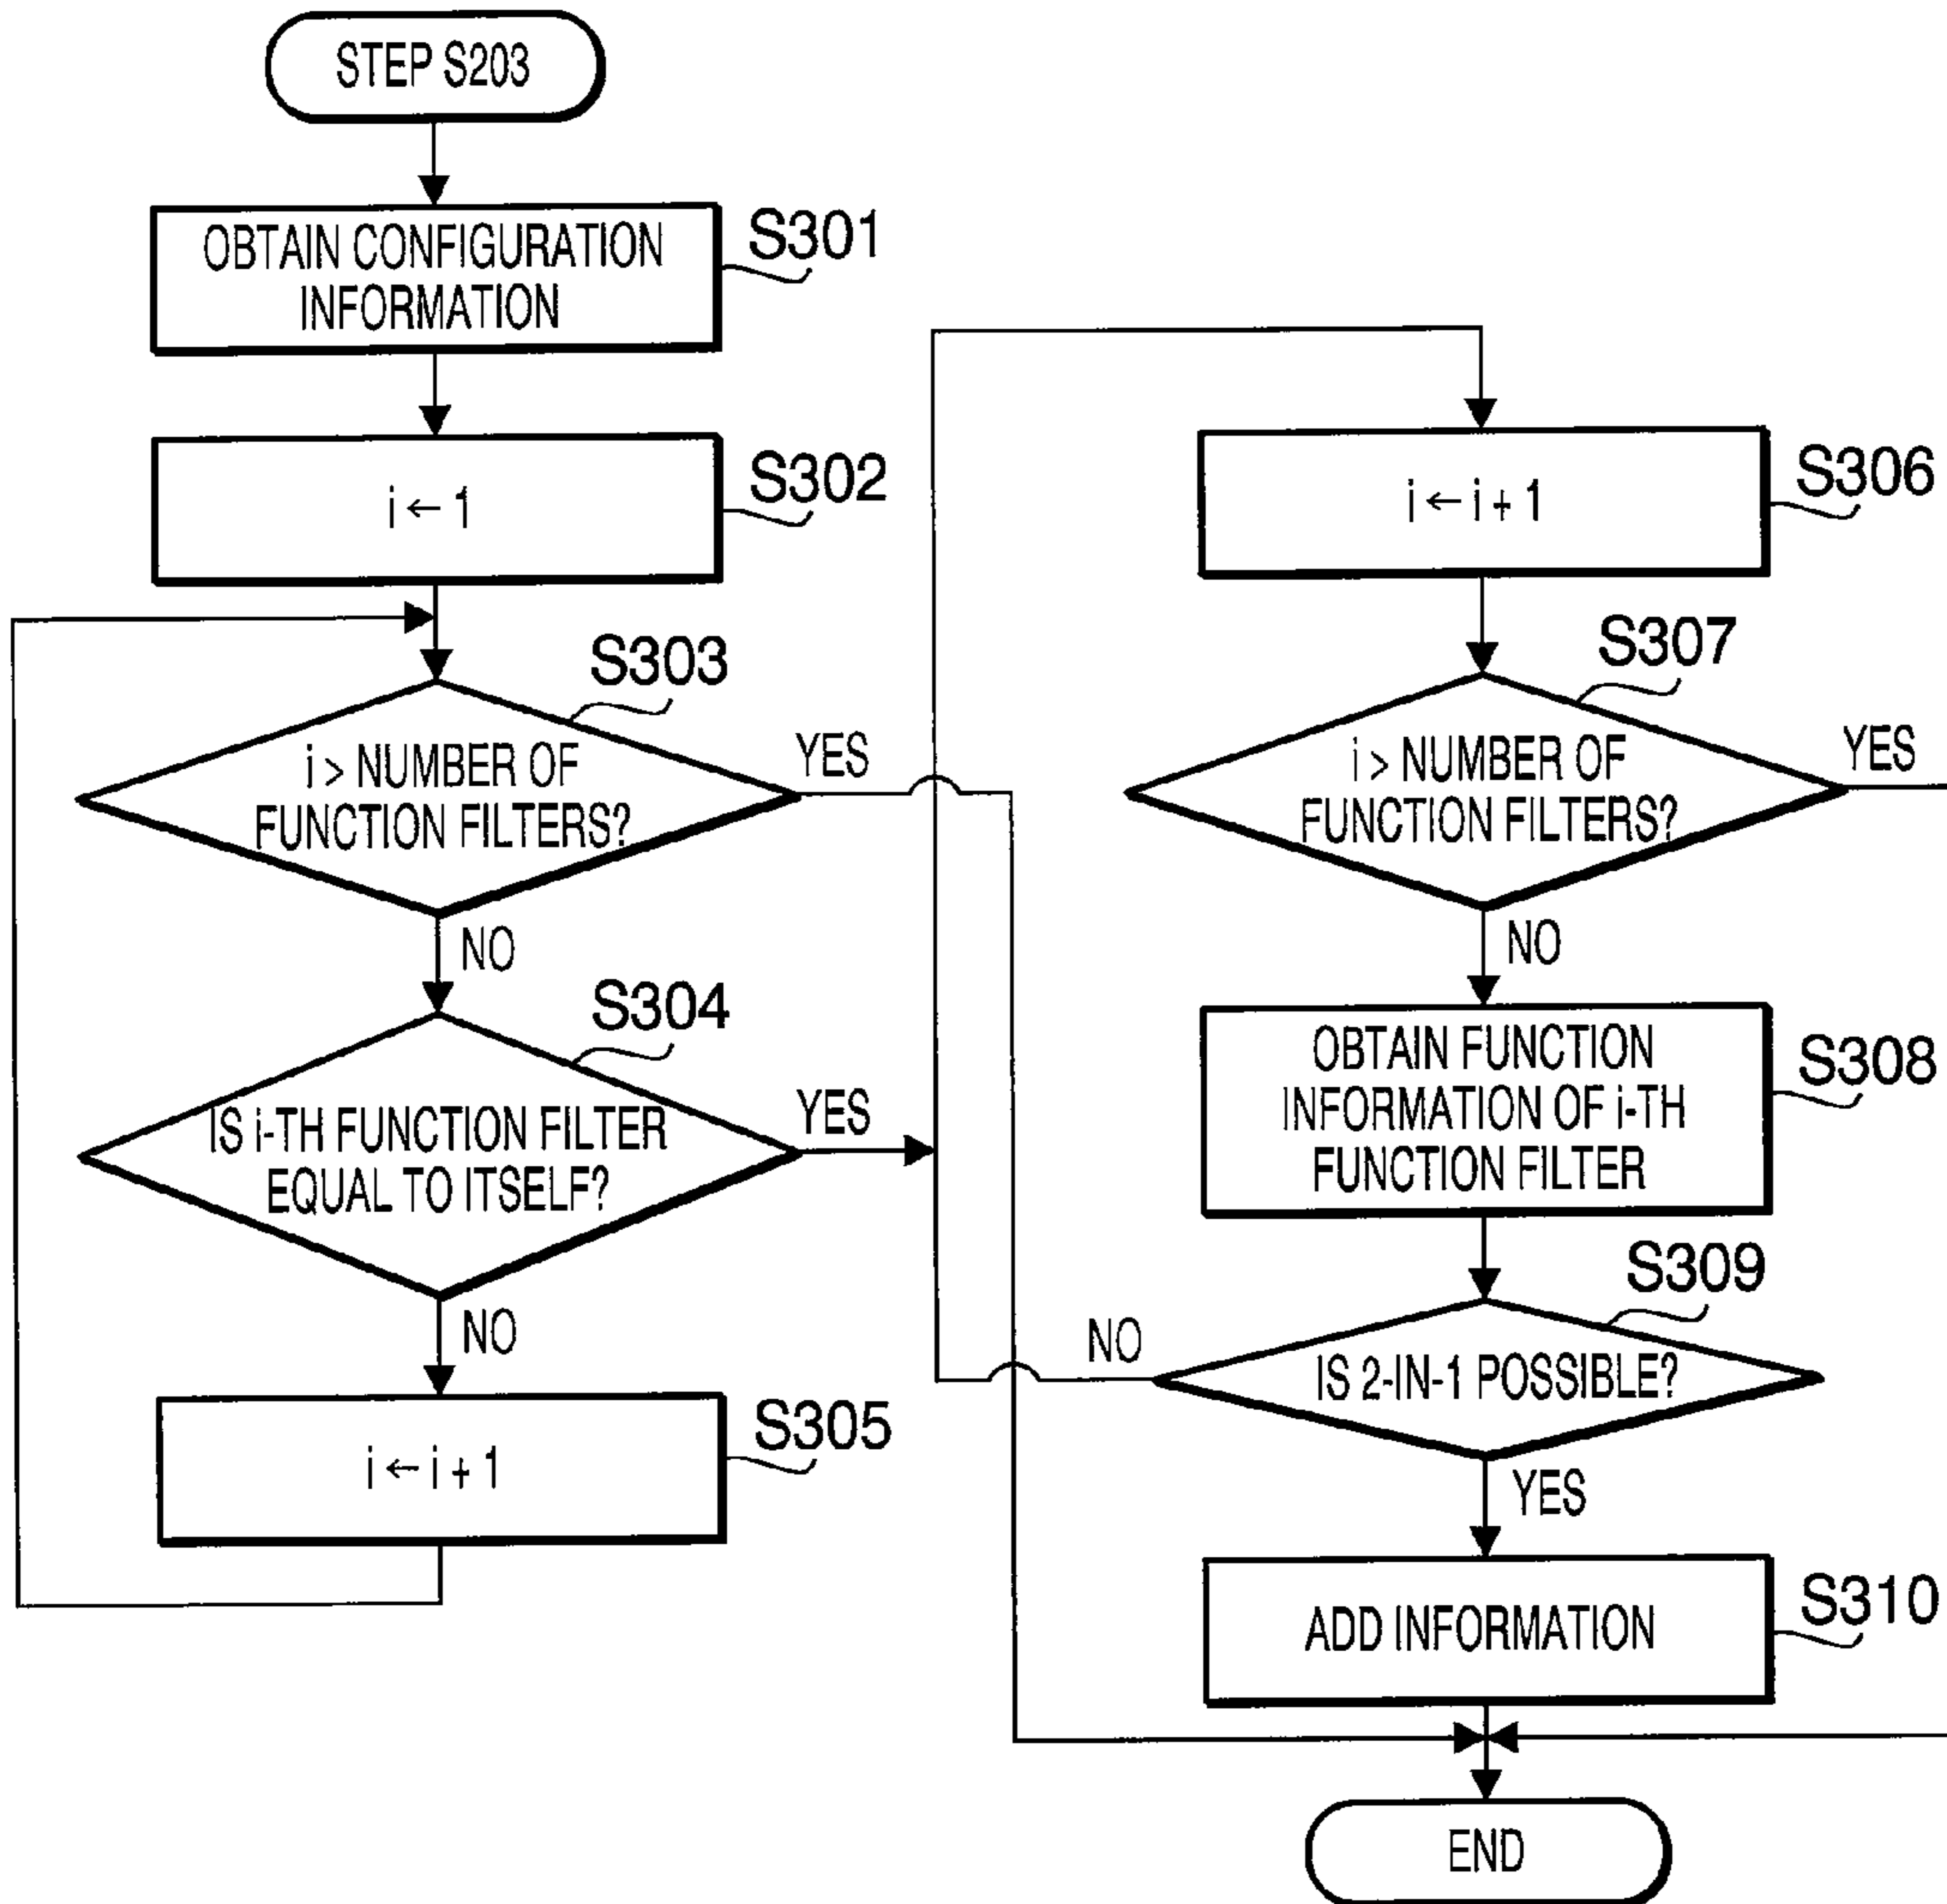 STEP S203
OBTAIN CONFIGURATION
INFORMATION
S301
i ← 1
S302
S303
i > NUMBER OF
FUNCTION FILTERS?
YES
NO
S304
IS i-TH FUNCTION FILTER
EQUAL TO ITSELF?
YES
NO
i ← i + 1
S305
i ← i + 1
S306
S307
i > NUMBER OF
FUNCTION FILTERS?
YES
NO
OBTAIN FUNCTION
INFORMATION OF i-TH
FUNCTION FILTER
S308
S309
IS 2-IN-1 POSSIBLE?
NO
YES
ADD INFORMATION
S310
END